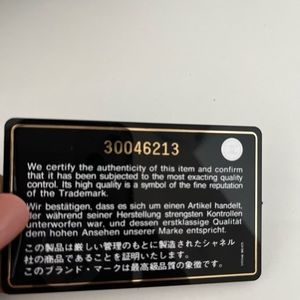 30046213
We certify the authenticity of this item and confirm
that it has been subjected to the most exacting quality
control. Its high quality is a symbol of the fine reputation
of the Trademark.
Wir bestätigen, dass es sich um einen Artikel handelt,
der während seiner Herstellung strengsten Kontrollen
unterworfen war, und dessen erstklassige Qualität
dem hohen Ansehen unserer Marke entspricht.
この製品は厳しい管理のもとに製造されたシャネル
社の商品であることを証明いたします。
このブランド・マークは最高級品質の象徴です。